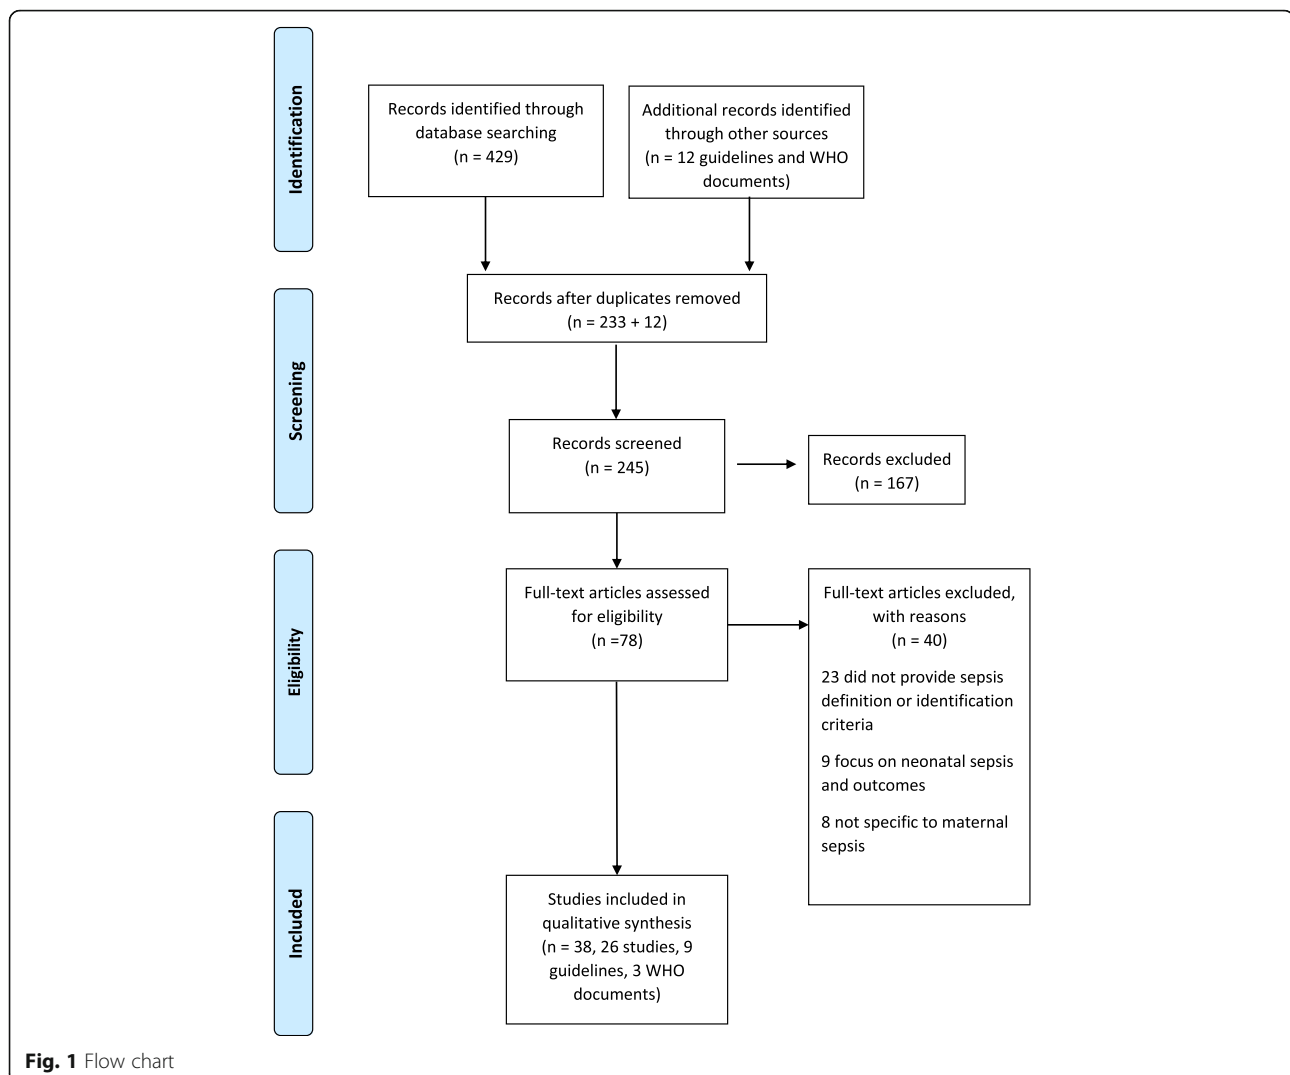 Identification
Records identified through
database searching
(n = 429)
Additional records identified
through other sources
(n = 12 guidelines and WHO
documents)
Records after duplicates removed
(n = 233 + 12)
Screening
Records screened
(n = 245)
Records excluded
(n = 167)
Eligibility
Full-text articles assessed
for eligibility
(n =78)
Full-text articles excluded,
with reasons
(n = 40)
23 did not provide sepsis
definition or identification
criteria
9 focus on neonatal sepsis
and outcomes
8 not specific to maternal
sepsis
Included
Studies included in
qualitative synthesis
(n = 38, 26 studies, 9
guidelines, 3 WHO
documents)
Fig. 1 Flow chart